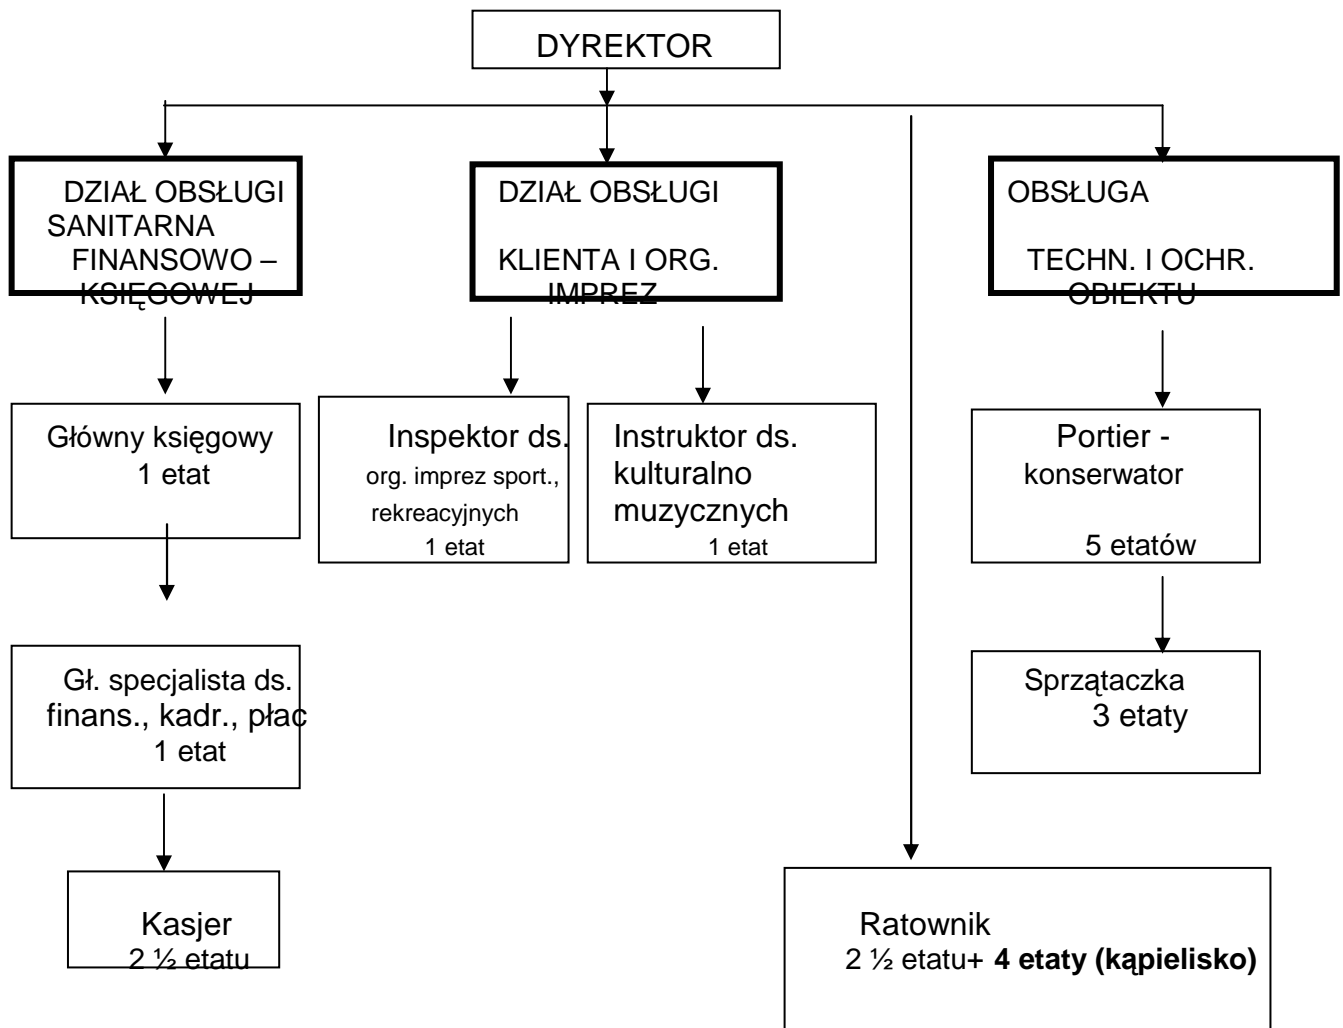 DYREKTOR
DZIAŁ OBSŁUGI
SANITARNA
FINANSOWO –
KSIĘGOWEJ
DZIAŁ OBSŁUGI
KLIENTA I ORG.
IMPREZ
OBSŁUGA
TECHN. I OCHR.
OBIEKTU
Główny księgowy
1 etat
Inspektor ds.
org. imprez sport.,
rekreacyjnych
1 etat
Instruktor ds.
kulturalno
muzycznych
1 etat
Portier -
konserwator
5 etatów
Gł. specjalista ds.
finans., kadr., płac
1 etat
Sprzątaczka
3 etaty
Kasjer
2 ½ etatu
Ratownik
2 ½ etatu+ 4 etaty (kąpielisko)